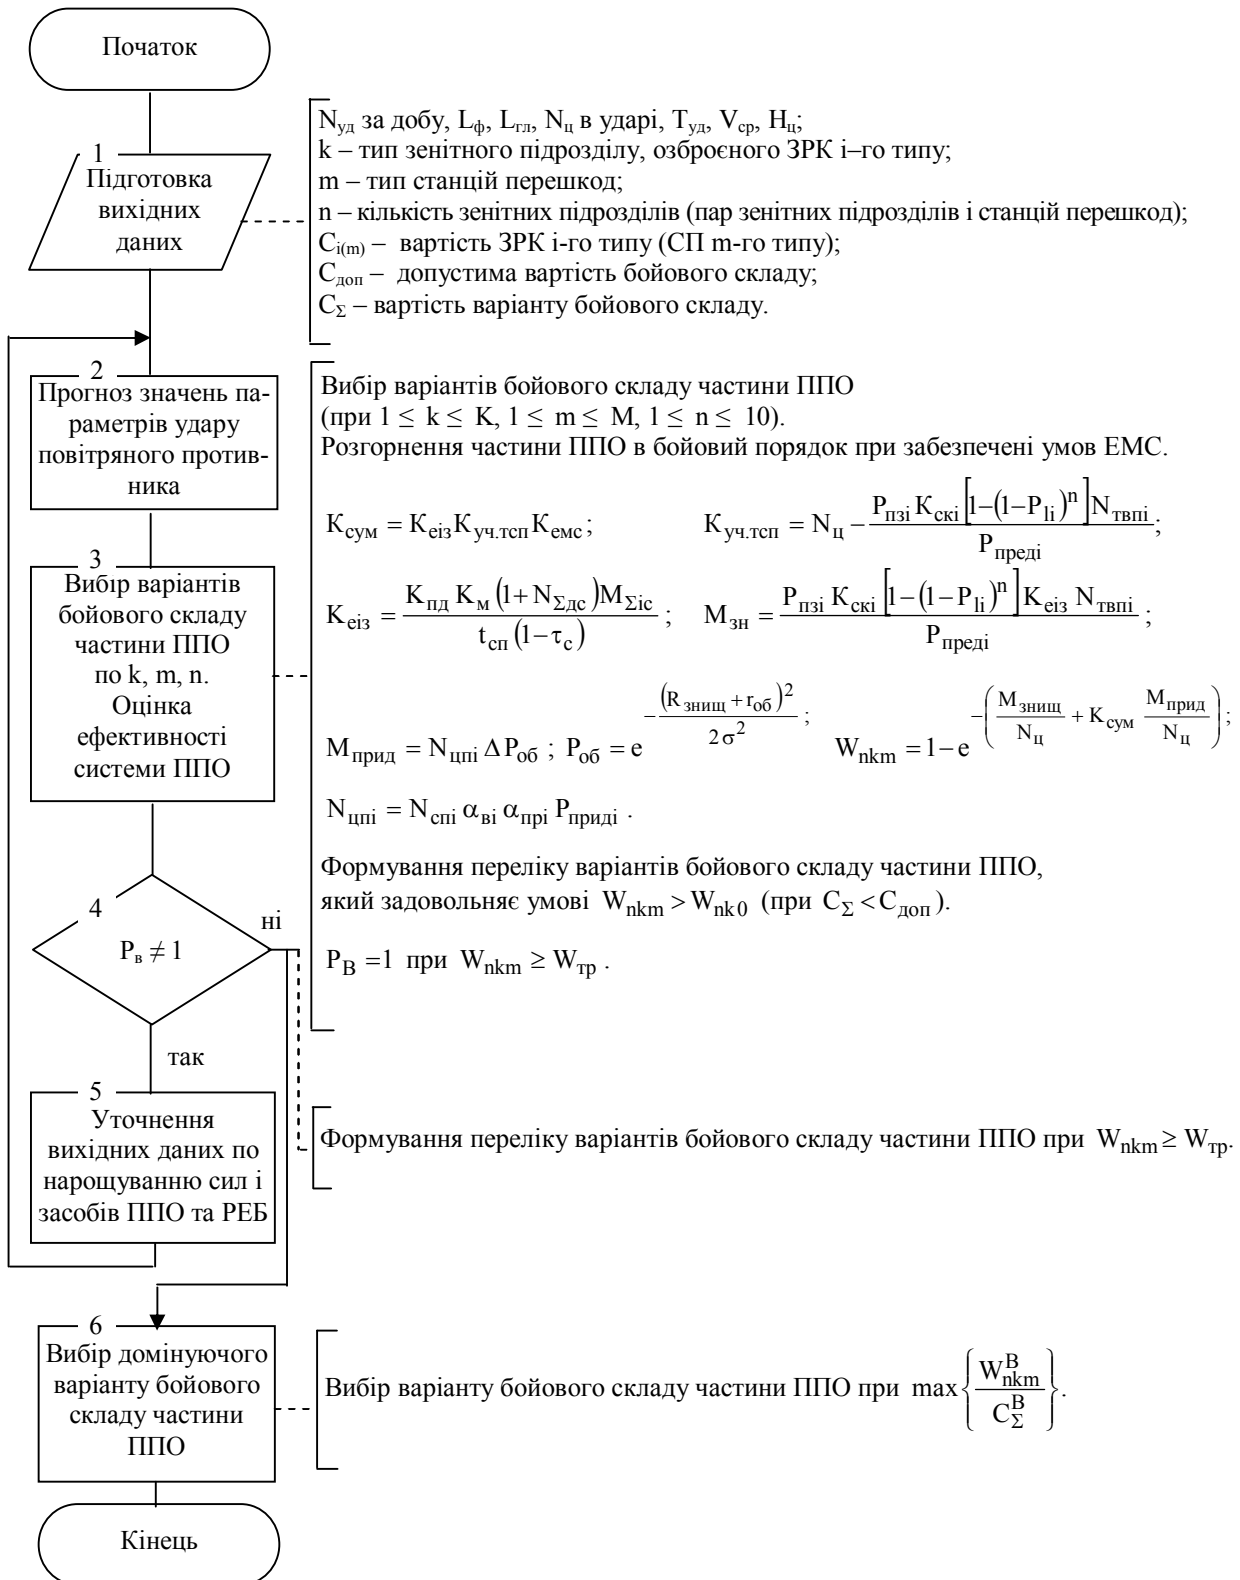 Початок
1
Підготовка
вихідних
даних
N_уд за добу, L_ф, L_гл, N_ц в ударі, T_уд, V_ср, H_ц;
k – тип зенітного підрозділу, озброєного ЗРК і–го типу;
m – тип станцій перешкод;
n – кількість зенітних підрозділів (пар зенітних підрозділів і станцій перешкод);
C_i(m) – вартість ЗРК і-го типу (СП m-го типу);
C_доп – допустима вартість бойового складу;
C_Σ – вартість варіанту бойового складу.
2
Прогноз значень па-
раметрів удару
повітряного против-
ника
3
Вибір варіантів
бойового складу
частини ППО
по k, m, n.
Оцінка
ефективності
системи ППО
Вибір варіантів бойового складу частини ППО
(при 1 ≤ k ≤ K, 1 ≤ m ≤ M, 1 ≤ n ≤ 10).
Розгорнення частини ППО в бойовий порядок при забезпечені умов ЕМС.
K_сум = K_еіз K_уч.тсп K_емс; K_уч.тсп = N_ц − (P_пзі K_скі [1−(1−P_li)^n] N_твпі) / P_преді;
K_еіз = (K_пд K_м (1+N_Σдс) M_Σіс) / (t_сп (1−τ_с)); M_зн = (P_пзі K_скі [1−(1−P_li)^n] K_еіз N_твпі) / P_преді;
M_прид = N_цпі ΔP_об; P_об = e^(−(R_знищ + r_об)^2 / 2σ^2); W_nkm = 1−e^(−(M_знищ / N_ц + K_сум M_прид / N_ц));
N_цпі = N_спі α_ві α_прі P_приді .
Формування переліку варіантів бойового складу частини ППО,
який задовольняє умові W_nkm > W_nk0 (при C_Σ < C_доп).
P_В =1 при W_nkm ≥ W_тр .
4
P_в ≠ 1
ні
так
5
Уточнення
вихідних даних по
нарощуванню сил і
засобів ППО та РЕБ
Формування переліку варіантів бойового складу частини ППО при W_nkm ≥ W_тр.
6
Вибір домінуючого
варіанту бойового
складу частини
ППО
Вибір варіанту бойового складу частини ППО при max{W^B_nkm / C^B_Σ}.
Кінець